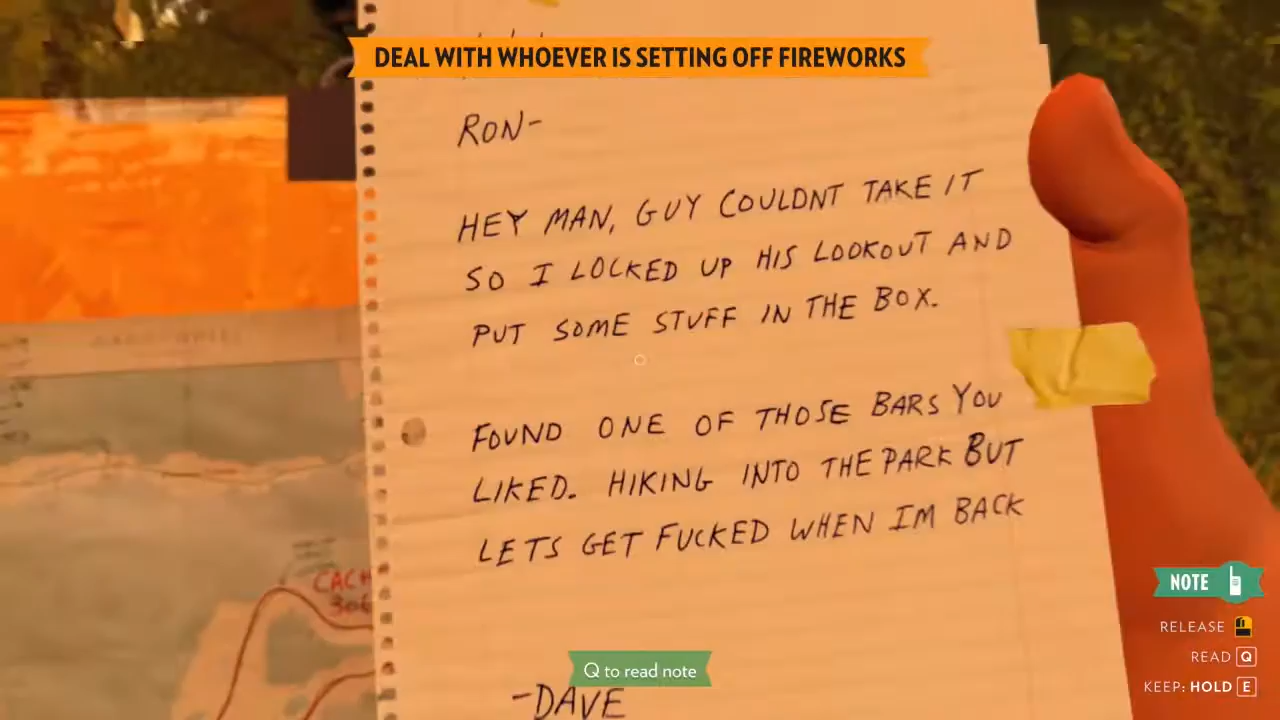 DEAL WITH WHOEVER IS SETTING OFF FIREWORKS
RON-
HEY MAN, GUY COULDNT TAKE IT
SO I LOCKED UP HIS LOOKOUT AND
PUT SOME STUFF IN THE BOX.
FOUND ONE OF THOSE BARS YOU
LIKED. HIKING INTO THE PARK BUT
LETS GET FUCKED WHEN IM BACK
-DAVE
CACH
306
NOTE
RELEASE
READ Q
KEEP: HOLD E
Q to read note